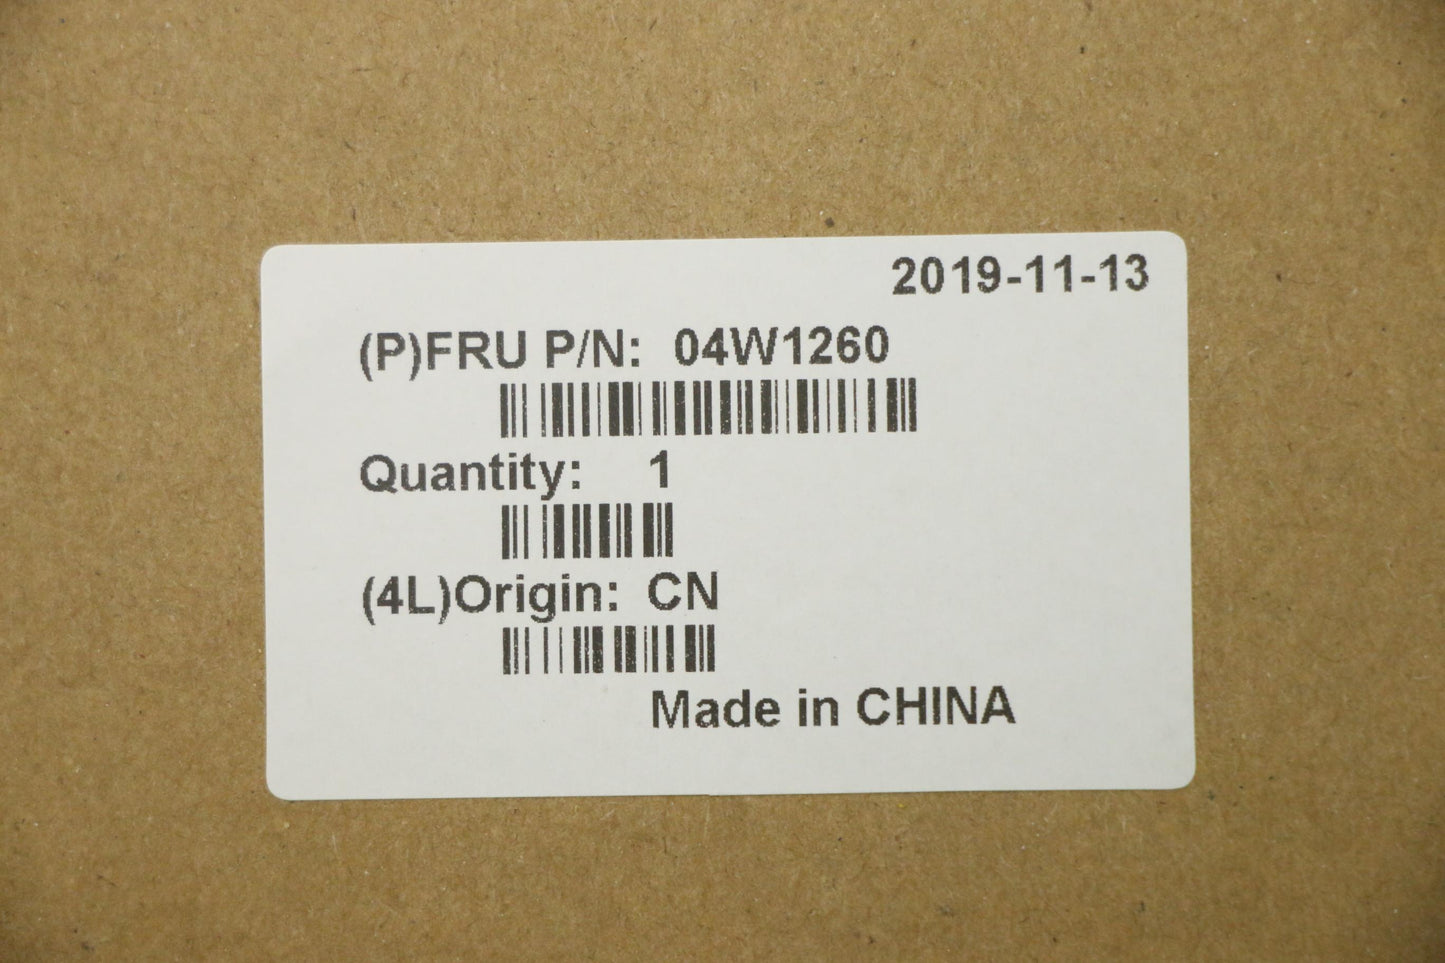 2019-11-13
(P)FRU P/N: 04W1260
Quantity: 1
(4L)Origin: CN
Made in CHINA